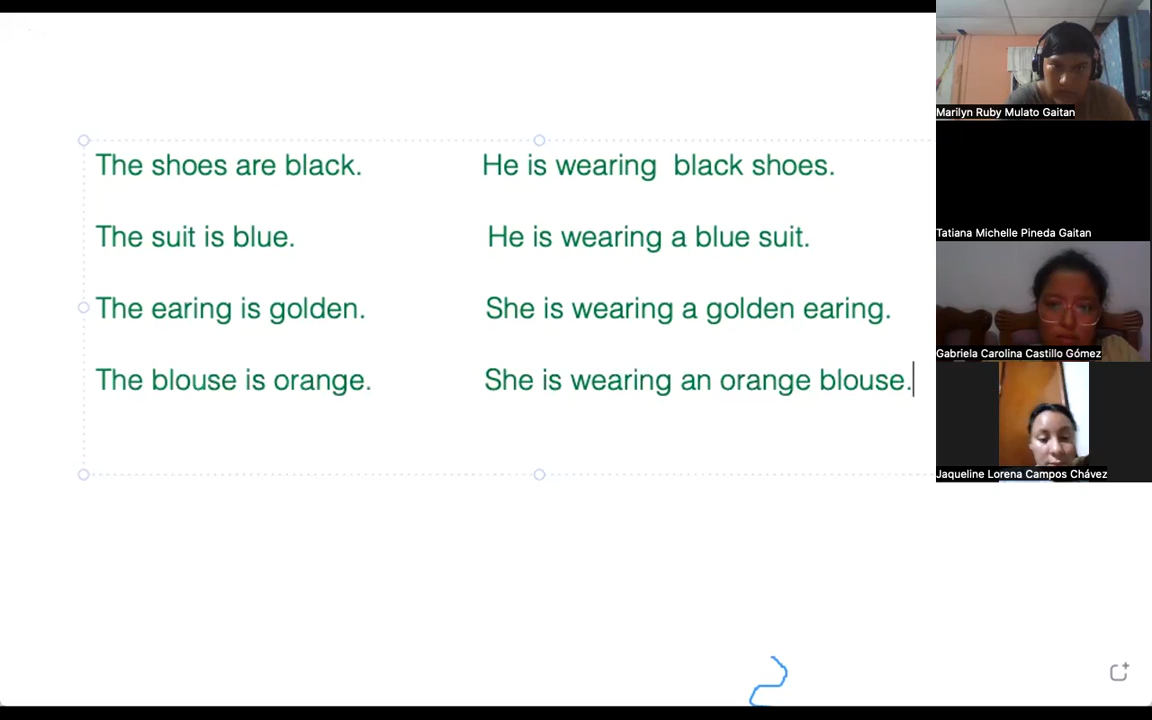 The shoes are black. He is wearing  black shoes.
The suit is blue. He is wearing a blue suit.
The earing is golden. She is wearing a golden earing.
The blouse is orange. She is wearing an orange blouse.
Marilyn Ruby Mulato Gaitan
Tatiana Michelle Pineda Gaitan
Gabriela Carolina Castillo Gómez
Jaqueline Lorena Campos Chávez